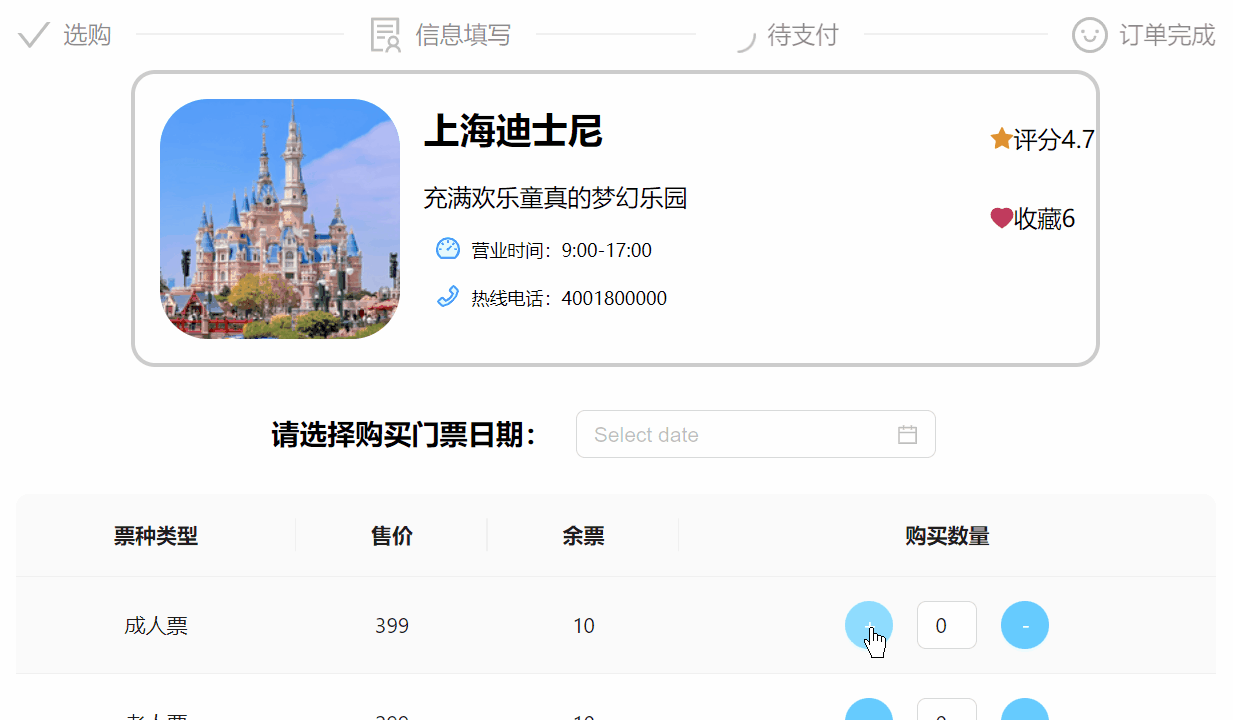 选购 信息填写 待支付 订单完成
上海迪士尼
评分4.7
充满欢乐童真的梦幻乐园
收藏6
营业时间：9:00-17:00
热线电话：4001800000
请选择购买门票日期： Select date
票种类型 售价 余票 购买数量
成人票 399 10 + 0 -